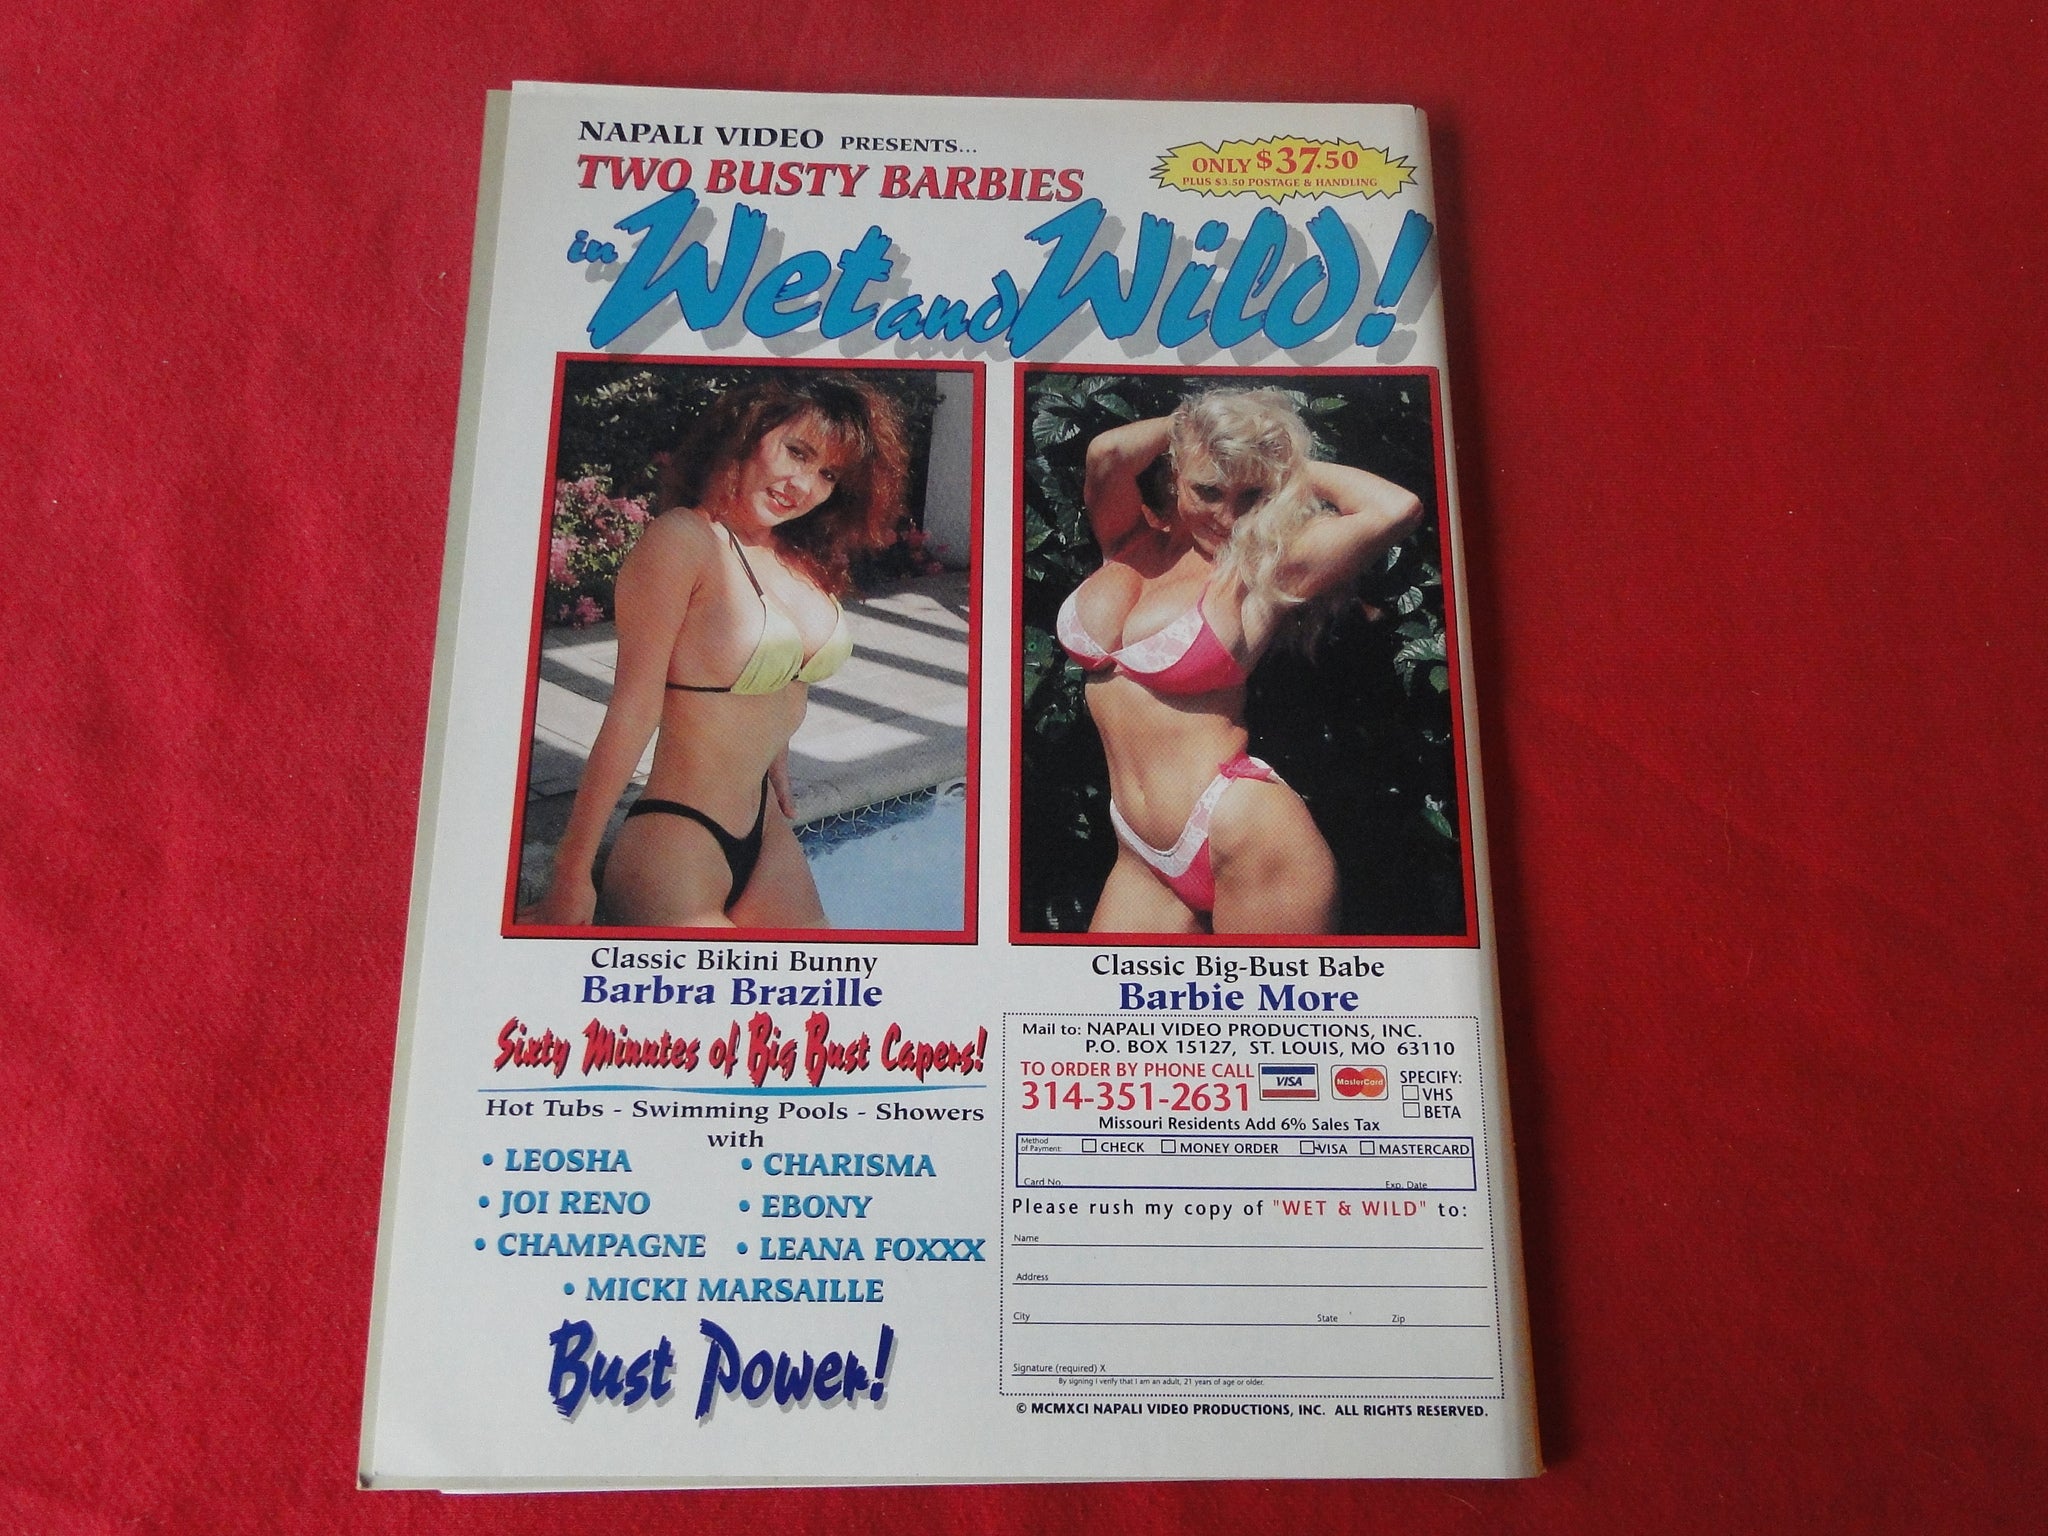 NAPALI VIDEO PRESENTS...
TWO BUSTY BARBIES
ONLY $37.50
PLUS $3.50 POSTAGE & HANDLING
in Wet and Wild!
Classic Bikini Bunny
Barbra Brazille
Classic Big-Bust Babe
Barbie More
Sixty Minutes of Big Bust Capers!
Hot Tubs - Swimming Pools - Showers
with
• LEOSHA
• CHARISMA
• JOI RENO
• EBONY
• CHAMPAGNE
• LEANA FOXXX
• MICKI MARSAILLE
Bust Power!
Mail to: NAPALI VIDEO PRODUCTIONS, INC.
P.O. BOX 15127, ST. LOUIS, MO 63110
TO ORDER BY PHONE CALL
314-351-2631
VISA
MasterCard
SPECIFY:
VHS
BETA
Missouri Residents Add 6% Sales Tax
Method
of Payment:
CHECK
MONEY ORDER
VISA
MASTERCARD
Card No.
Exp. Date
Please rush my copy of "WET & WILD" to:
Name
Address
City
State
Zip
Signature (required) X
By signing I verify that I am an adult, 21 years of age or older.
© MCMXCI NAPALI VIDEO PRODUCTIONS, INC. ALL RIGHTS RESERVED.